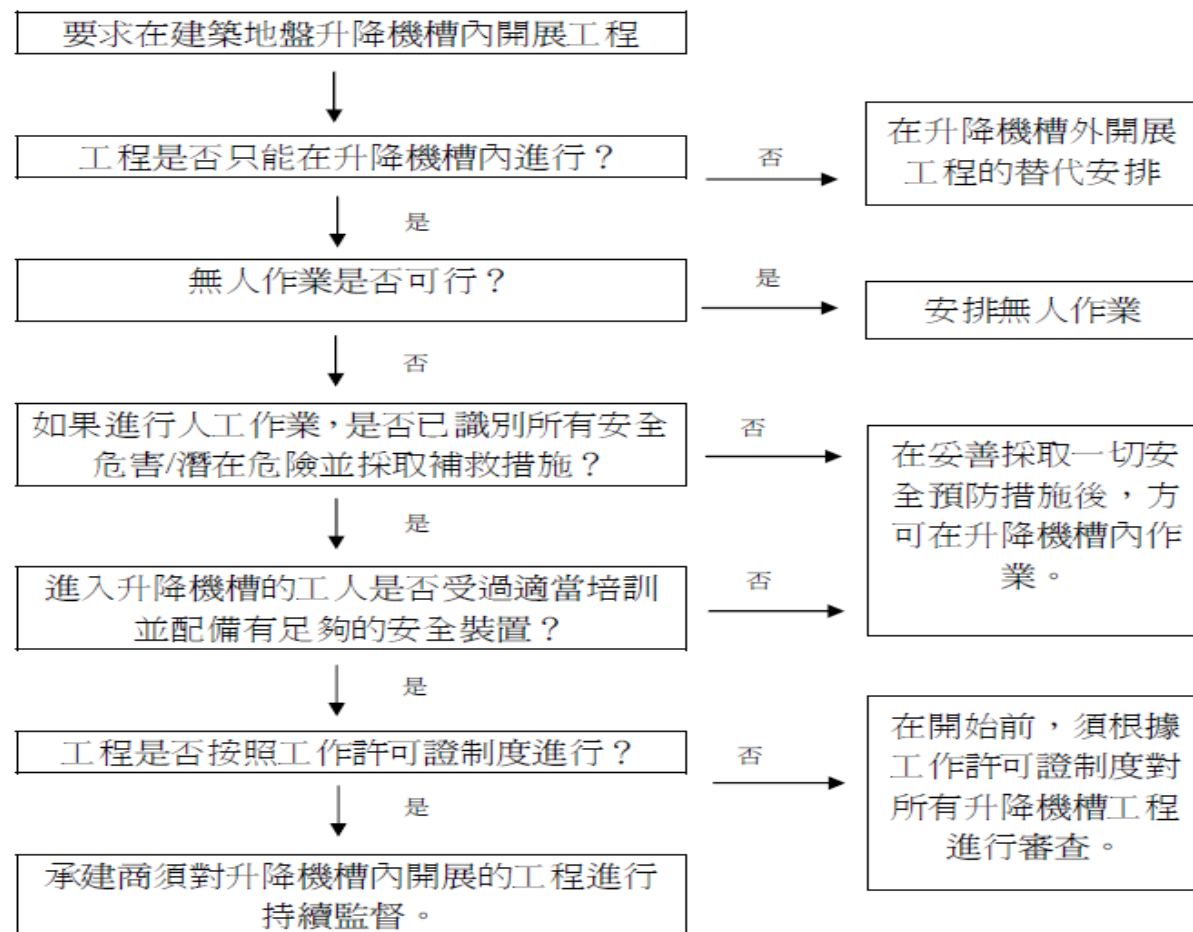 要求在建築地盤升降機槽內開展工程
工程是否只能在升降機槽內進行？
否
在升降機槽外開展
工程的替代安排
是
無人作業是否可行？
是
安排無人作業
否
如果進行人工作業，是否已識別所有安全
危害/潛在危險並採取補救措施？
否
在妥善採取一切安
全預防措施後，方
可在升降機槽內作
業。
是
進入升降機槽的工人是否受過適當培訓
並配備有足夠的安全裝置？
否
是
工程是否按照工作許可證制度進行？
否
在開始前，須根據
工作許可證制度對
所有升降機槽工程
進行審查。
是
承建商須對升降機槽內開展的工程進行
持續監督。